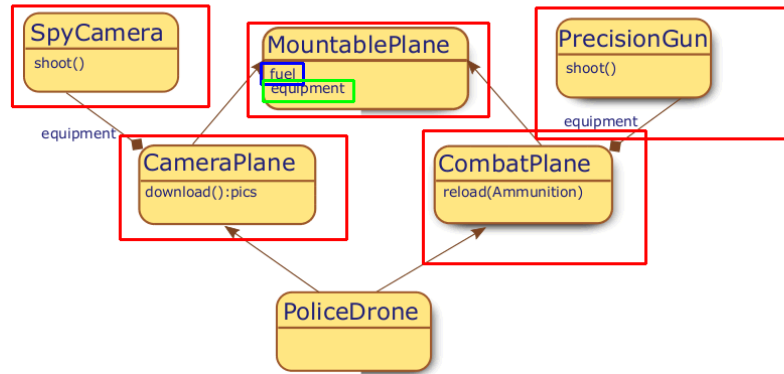 SpyCamera
shoot()
MountablePlane
fuel
equipment
PrecisionGun
shoot()
equipment
equipment
CameraPlane
download():pics
CombatPlane
reload(Ammunition)
PoliceDrone